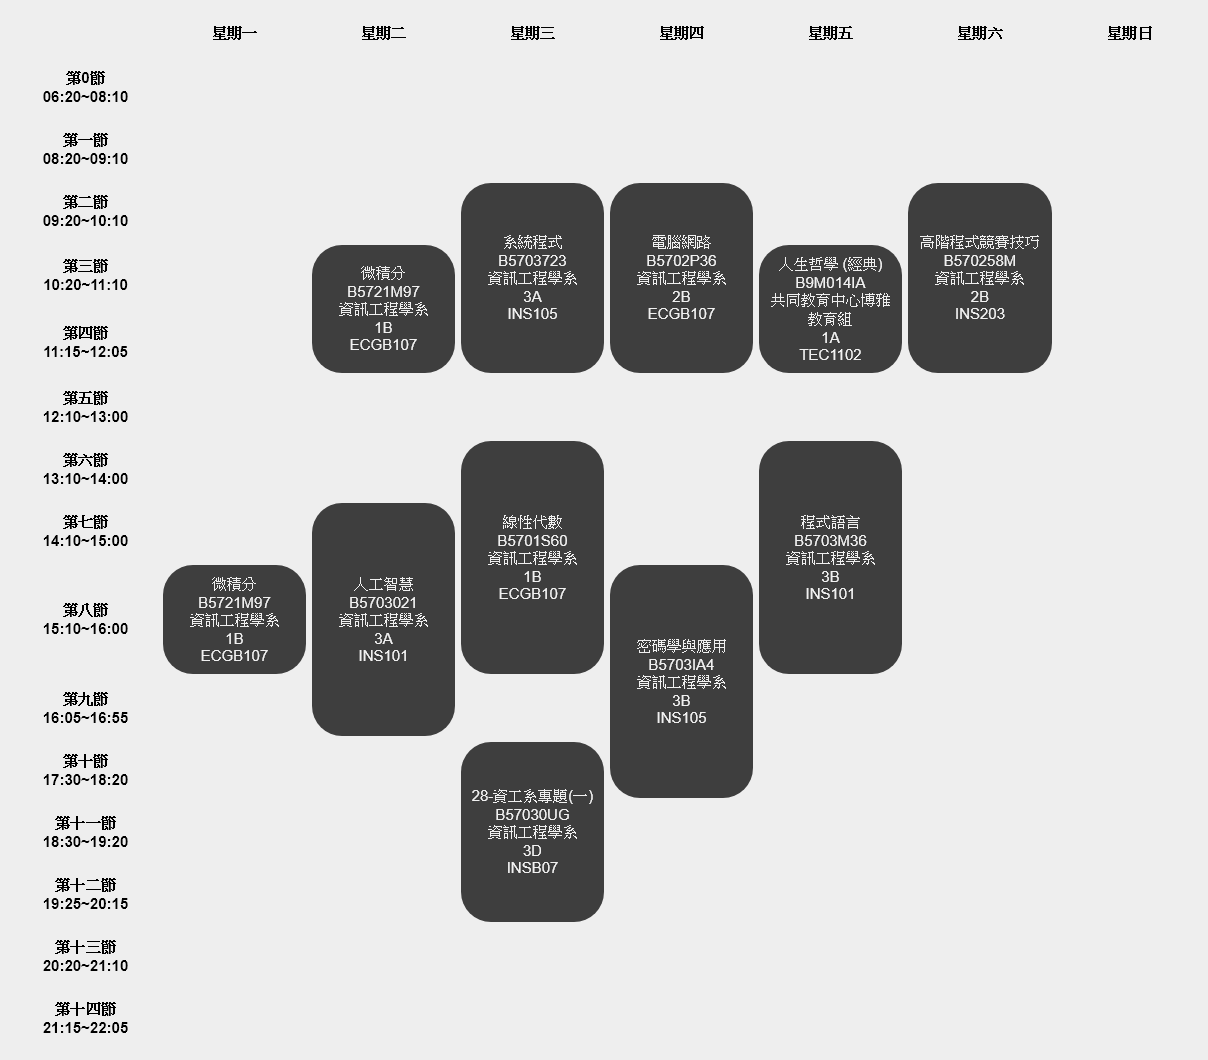 星期一
星期二
星期三
星期四
星期五
星期六
星期日
第0節
06:20~08:10
第一節
08:20~09:10
第二節
09:20~10:10
系統程式
B5703723
資訊工程學系
3A
INS105
電腦網路
B5702P36
資訊工程學系
2B
ECGB107
高階程式競賽技巧
B570258M
資訊工程學系
2B
INS203
第三節
10:20~11:10
微積分
B5721M97
資訊工程學系
1B
ECGB107
人生哲學 (經典)
B9M014IA
共同教育中心博雅
教育組
1A
TEC1102
第四節
11:15~12:05
第五節
12:10~13:00
第六節
13:10~14:00
線性代數
B5701S60
資訊工程學系
1B
ECGB107
程式語言
B5703M36
資訊工程學系
3B
INS101
第七節
14:10~15:00
人工智慧
B5703021
資訊工程學系
3A
INS101
第八節
15:10~16:00
微積分
B5721M97
資訊工程學系
1B
ECGB107
密碼學與應用
B5703IA4
資訊工程學系
3B
INS105
第九節
16:05~16:55
第十節
17:30~18:20
28-資工系專題(一)
B57030UG
資訊工程學系
3D
INSB07
第十一節
18:30~19:20
第十二節
19:25~20:15
第十三節
20:20~21:10
第十四節
21:15~22:05